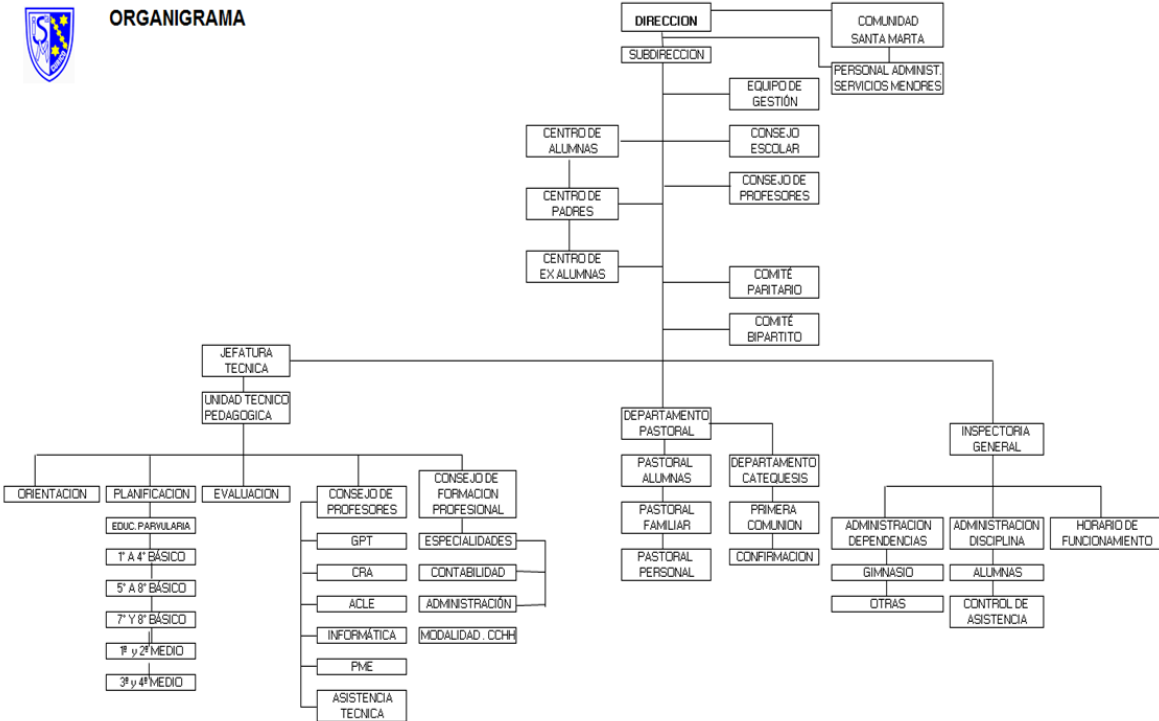 ORGANIGRAMA
DIRECCION
COMUNIDAD
SANTA MARTA
SUBDIRECCION
PERSONAL ADMINIST.
SERVICIOS MENORES
EQUIPO DE
GESTIÓN
CENTRO DE
ALUMNAS
CONSEJO
ESCOLAR
CONSEJO DE
PROFESORES
CENTRO DE
PADRES
CENTRO DE
EX ALUMNAS
COMITÉ
PARITARIO
COMITÉ
BIPARTITO
JEFATURA
TECNICA
UNIDAD TECNICO
PEDAGOGICA
DEPARTAMENTO
PASTORAL
INSPECTORIA
GENERAL
ORIENTACION
PLANIFICACION
EVALUACION
CONSEJO DE
PROFESORES
CONSEJO DE
FORMACION
PROFESIONAL
PASTORAL
ALUMNAS
DEPARTAMENTO
CATEQUESIS
EDUC. PARVULARIA
1° A 4° BÁSICO
5° A 8° BÁSICO
7° Y 8° BÁSICO
1ª y 2ª MEDIO
3ª y 4ª MEDIO
GPT
CRA
ACLE
INFORMÁTICA
PME
ASISTENCIA
TECNICA
ESPECIALIDADES
CONTABILIDAD
ADMINISTRACIÓN
MODALIDAD . CCHH
PASTORAL
FAMILIAR
PASTORAL
PERSONAL
PRIMERA
COMUNION
CONFIRMACION
ADMINISTRACION
DEPENDENCIAS
GIMNASIO
OTRAS
ADMINISTRACION
DISCIPLINA
ALUMNAS
CONTROL DE
ASISTENCIA
HORARIO DE
FUNCIONAMIENTO